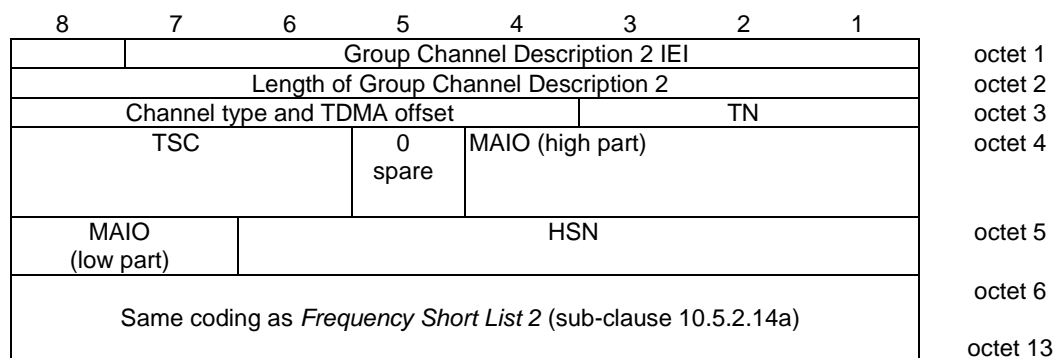 8 7 6 5 4 3 2 1
Group Channel Description 2 IEI octet 1
Length of Group Channel Description 2 octet 2
Channel type and TDMA offset TN octet 3
TSC 0 MAIO (high part) octet 4
spare
MAIO HSN octet 5
(low part)
octet 6
Same coding as Frequency Short List 2 (sub-clause 10.5.2.14a)
octet 13